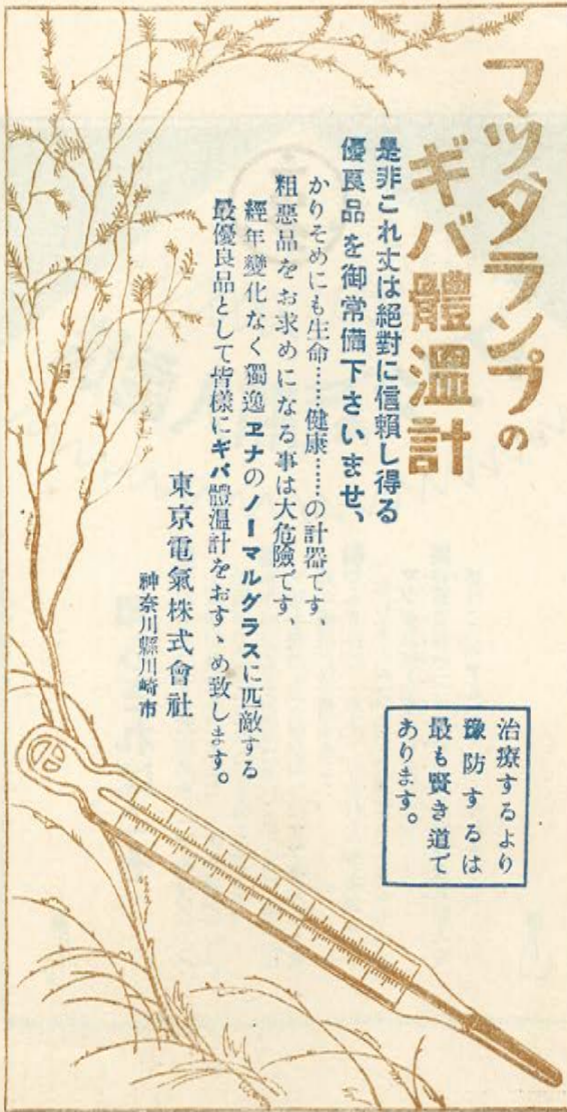 マツダランプの
ギバ體溫計
是非これ丈は絕對に信賴し得る
優良品を御常備下さいませ、
かりそめにも生命……健康……の計器です、
粗惡品をお求めになる事は大危險です、
經年變化なく獨逸ヱナのノーマルグラスに匹敵する
最優良品として皆樣にギバ體溫計をおすゝめ致します。
東京電氣株式會社
神奈川縣川崎市
治療するより
豫防するは
最も賢き道で
あります。